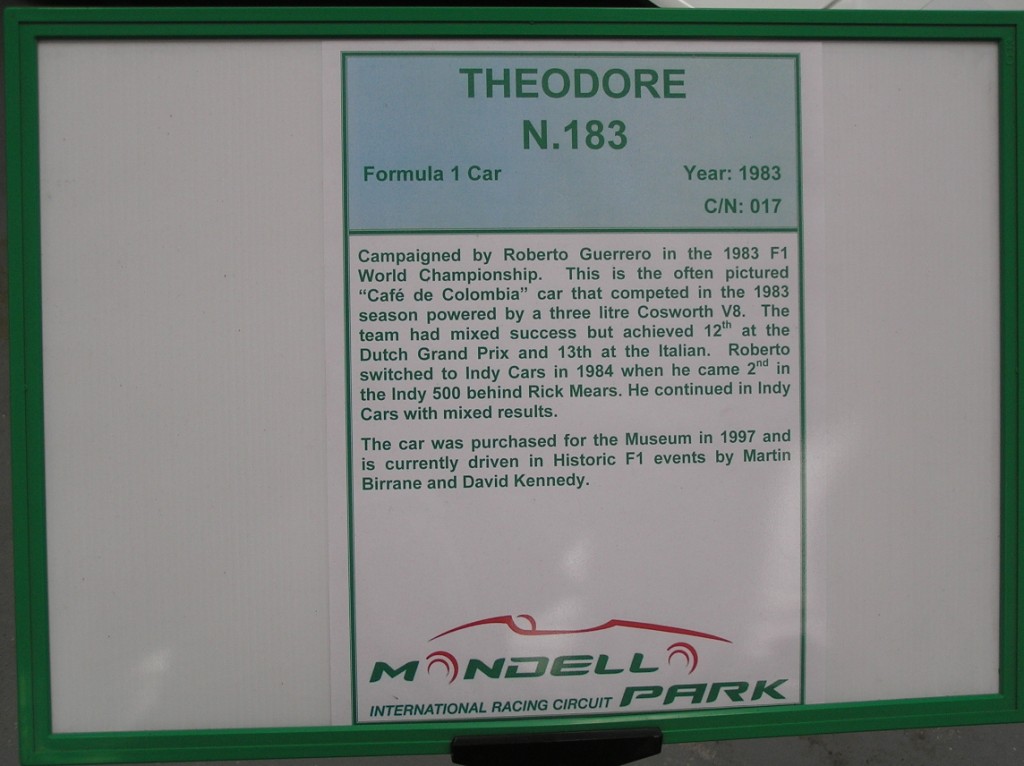 THEODORE
N.183
Formula 1 Car Year: 1983
C/N: 017
Campaigned by Roberto Guerrero in the 1983 F1
World Championship. This is the often pictured
“Café de Colombia” car that competed in the 1983
season powered by a three litre Cosworth V8. The
team had mixed success but achieved 12th at the
Dutch Grand Prix and 13th at the Italian. Roberto
switched to Indy Cars in 1984 when he came 2nd in
the Indy 500 behind Rick Mears. He continued in Indy
Cars with mixed results.
The car was purchased for the Museum in 1997 and
is currently driven in Historic F1 events by Martin
Birrane and David Kennedy.
MONDELLO
INTERNATIONAL RACING CIRCUIT PARK